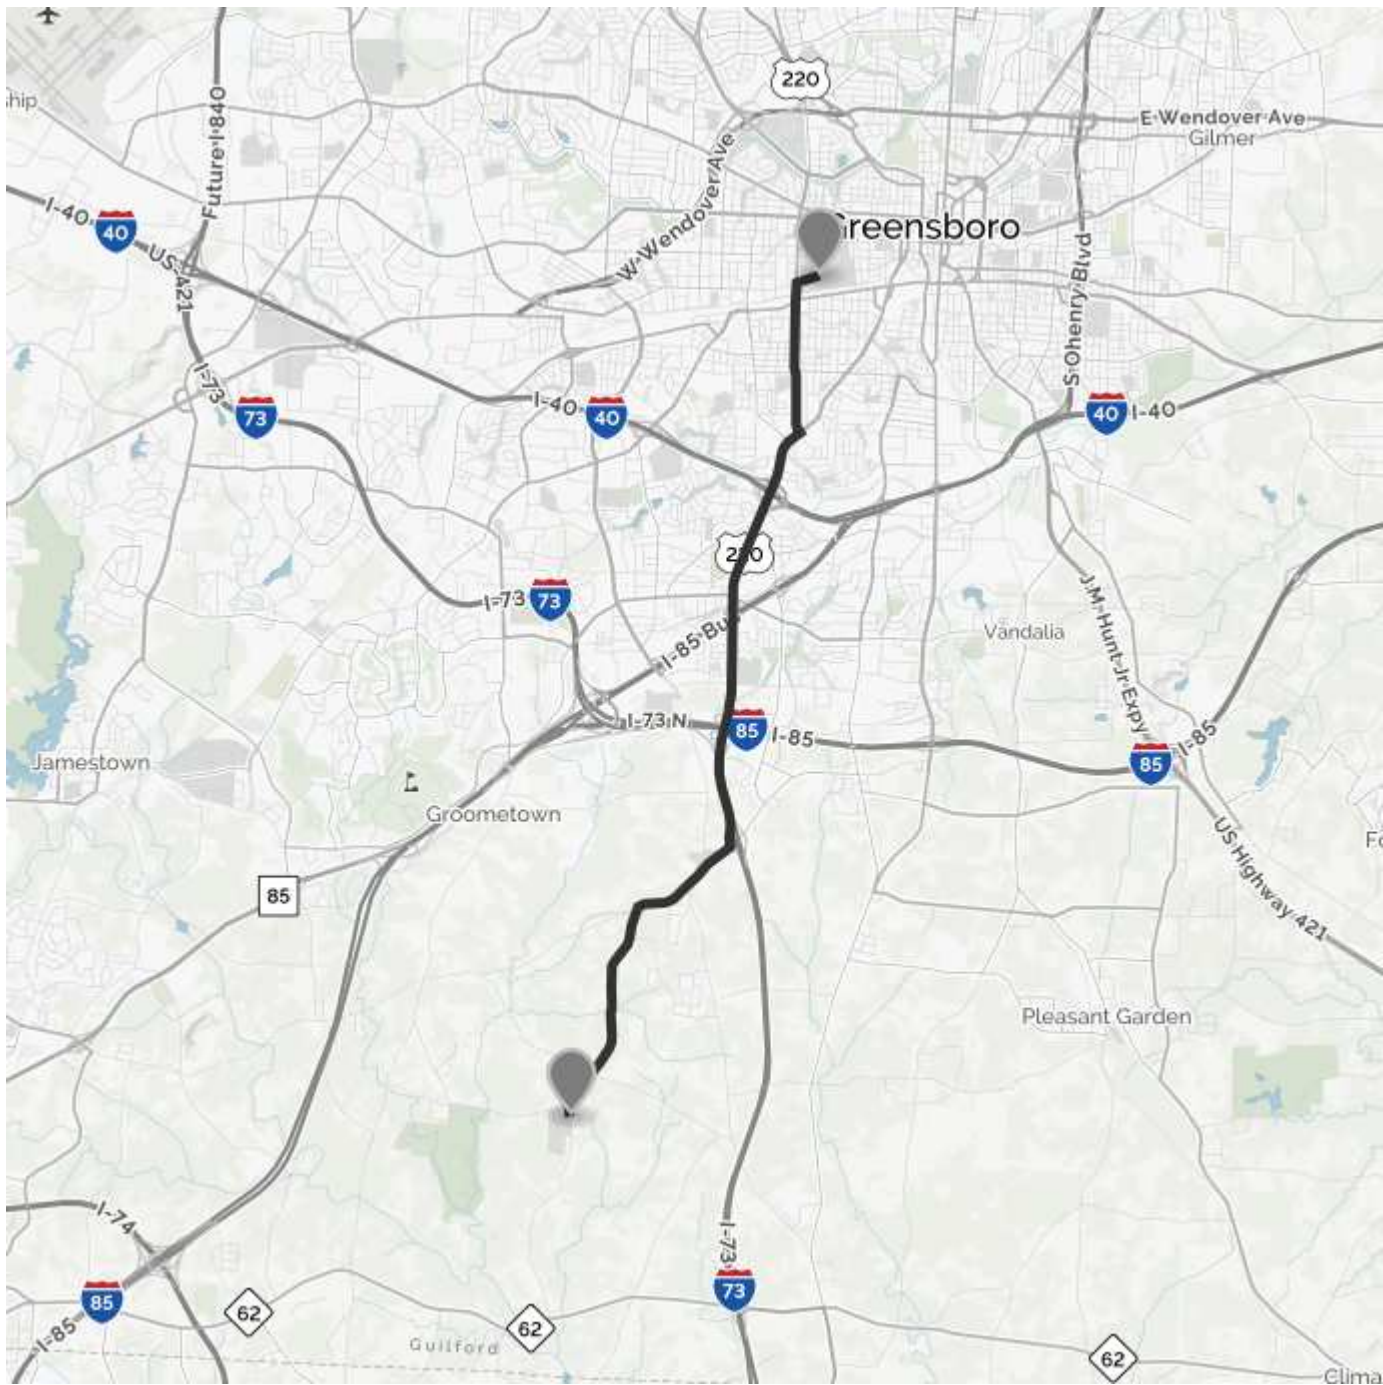 220
E Wendover Ave
Gilmer
ship
Future I 840
W Wendover Ave
I-40
40
Greensboro
US 421
S Ohenry Blvd
I-73
73
I-40
40
40
I-40
220
I-73
73
I-85 Bus
Vandalia
J M Hunt Jr Expy
I-73 N
85
I-85
I-85
85
Jamestown
Groometown
US Highway 421
85
Pleasant Garden
I-74
I-73
73
85
I-85
62
62
Guilford
62
Clima